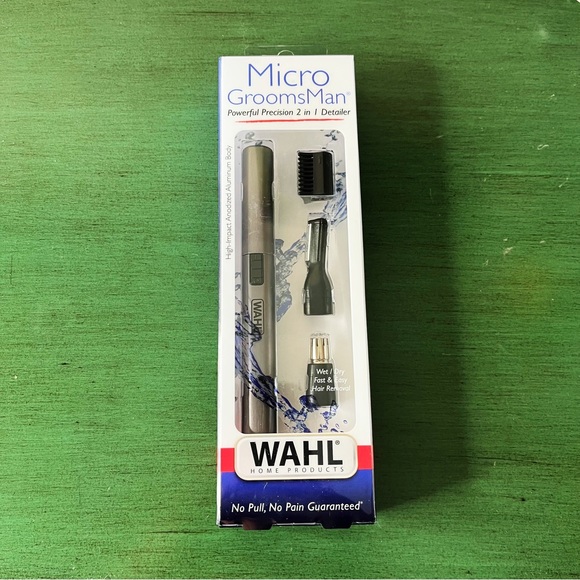 Micro
GroomsMan®
Powerful Precision 2 in 1 Detailer
High-Impact Anodized Aluminum Body
WAHL
Wet / Dry
Fast & Easy
Hair Removal
WAHL®
HOME PRODUCTS
No Pull, No Pain Guaranteed*